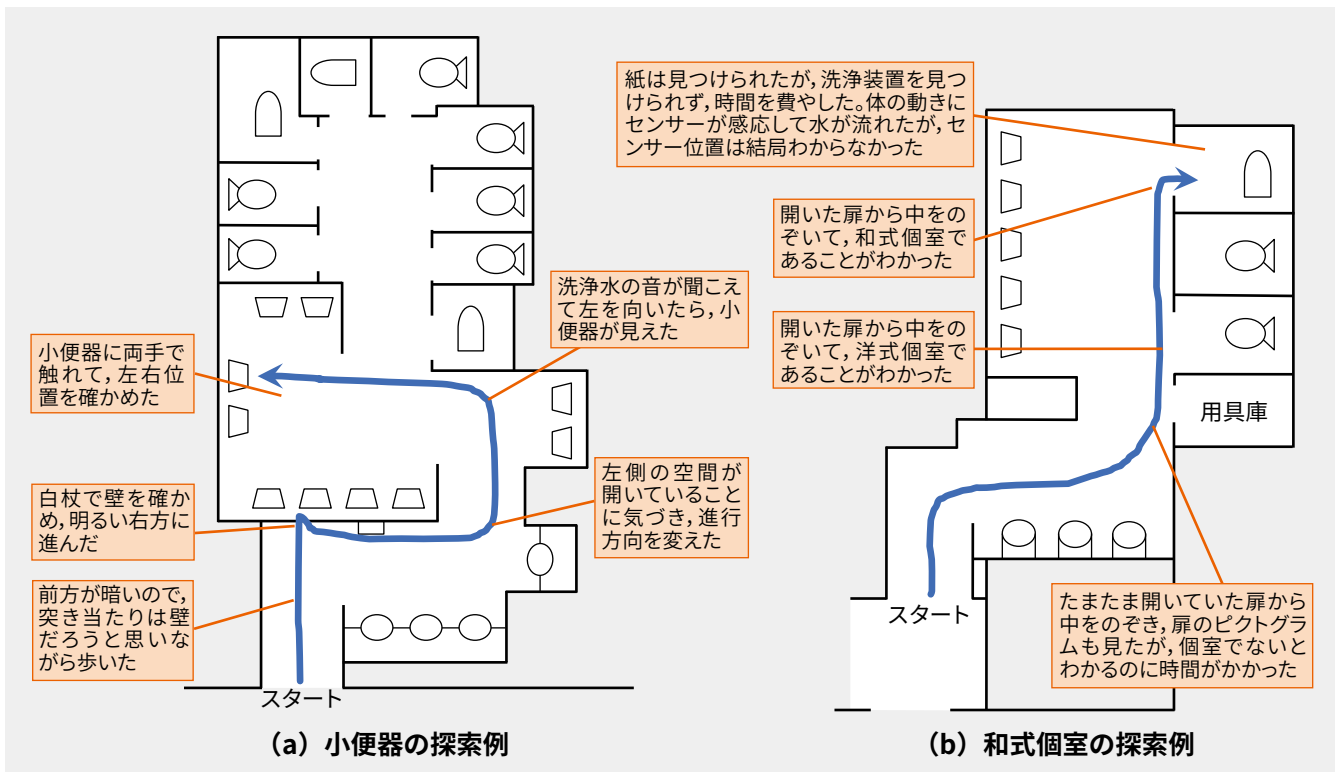 小便器に両手で
触れて，左右位
置を確かめた
白杖で壁を確か
め，明るい右方に
進んだ
前方が暗いので，
突き当たりは壁
だろうと思いな
がら歩いた
洗浄水の音が聞こえ
て左を向いたら，小
便器が見えた
左側の空間が
開いていること
に気づき，進行
方向を変えた
スタート
（a）小便器の探索例
紙は見つけられたが，洗浄装置を見つ
けられず，時間を費やした。体の動きに
センサーが感応して水が流れたが，セ
ンサー位置は結局わからなかった
開いた扉から中をの
ぞいて，和式個室で
あることがわかった
開いた扉から中をの
ぞいて，洋式個室で
あることがわかった
用具庫
スタート
たまたま開いていた扉から
中をのぞき，扉のピクトグラ
ムも見たが，個室でないと
わかるのに時間がかかった
（b）和式個室の探索例